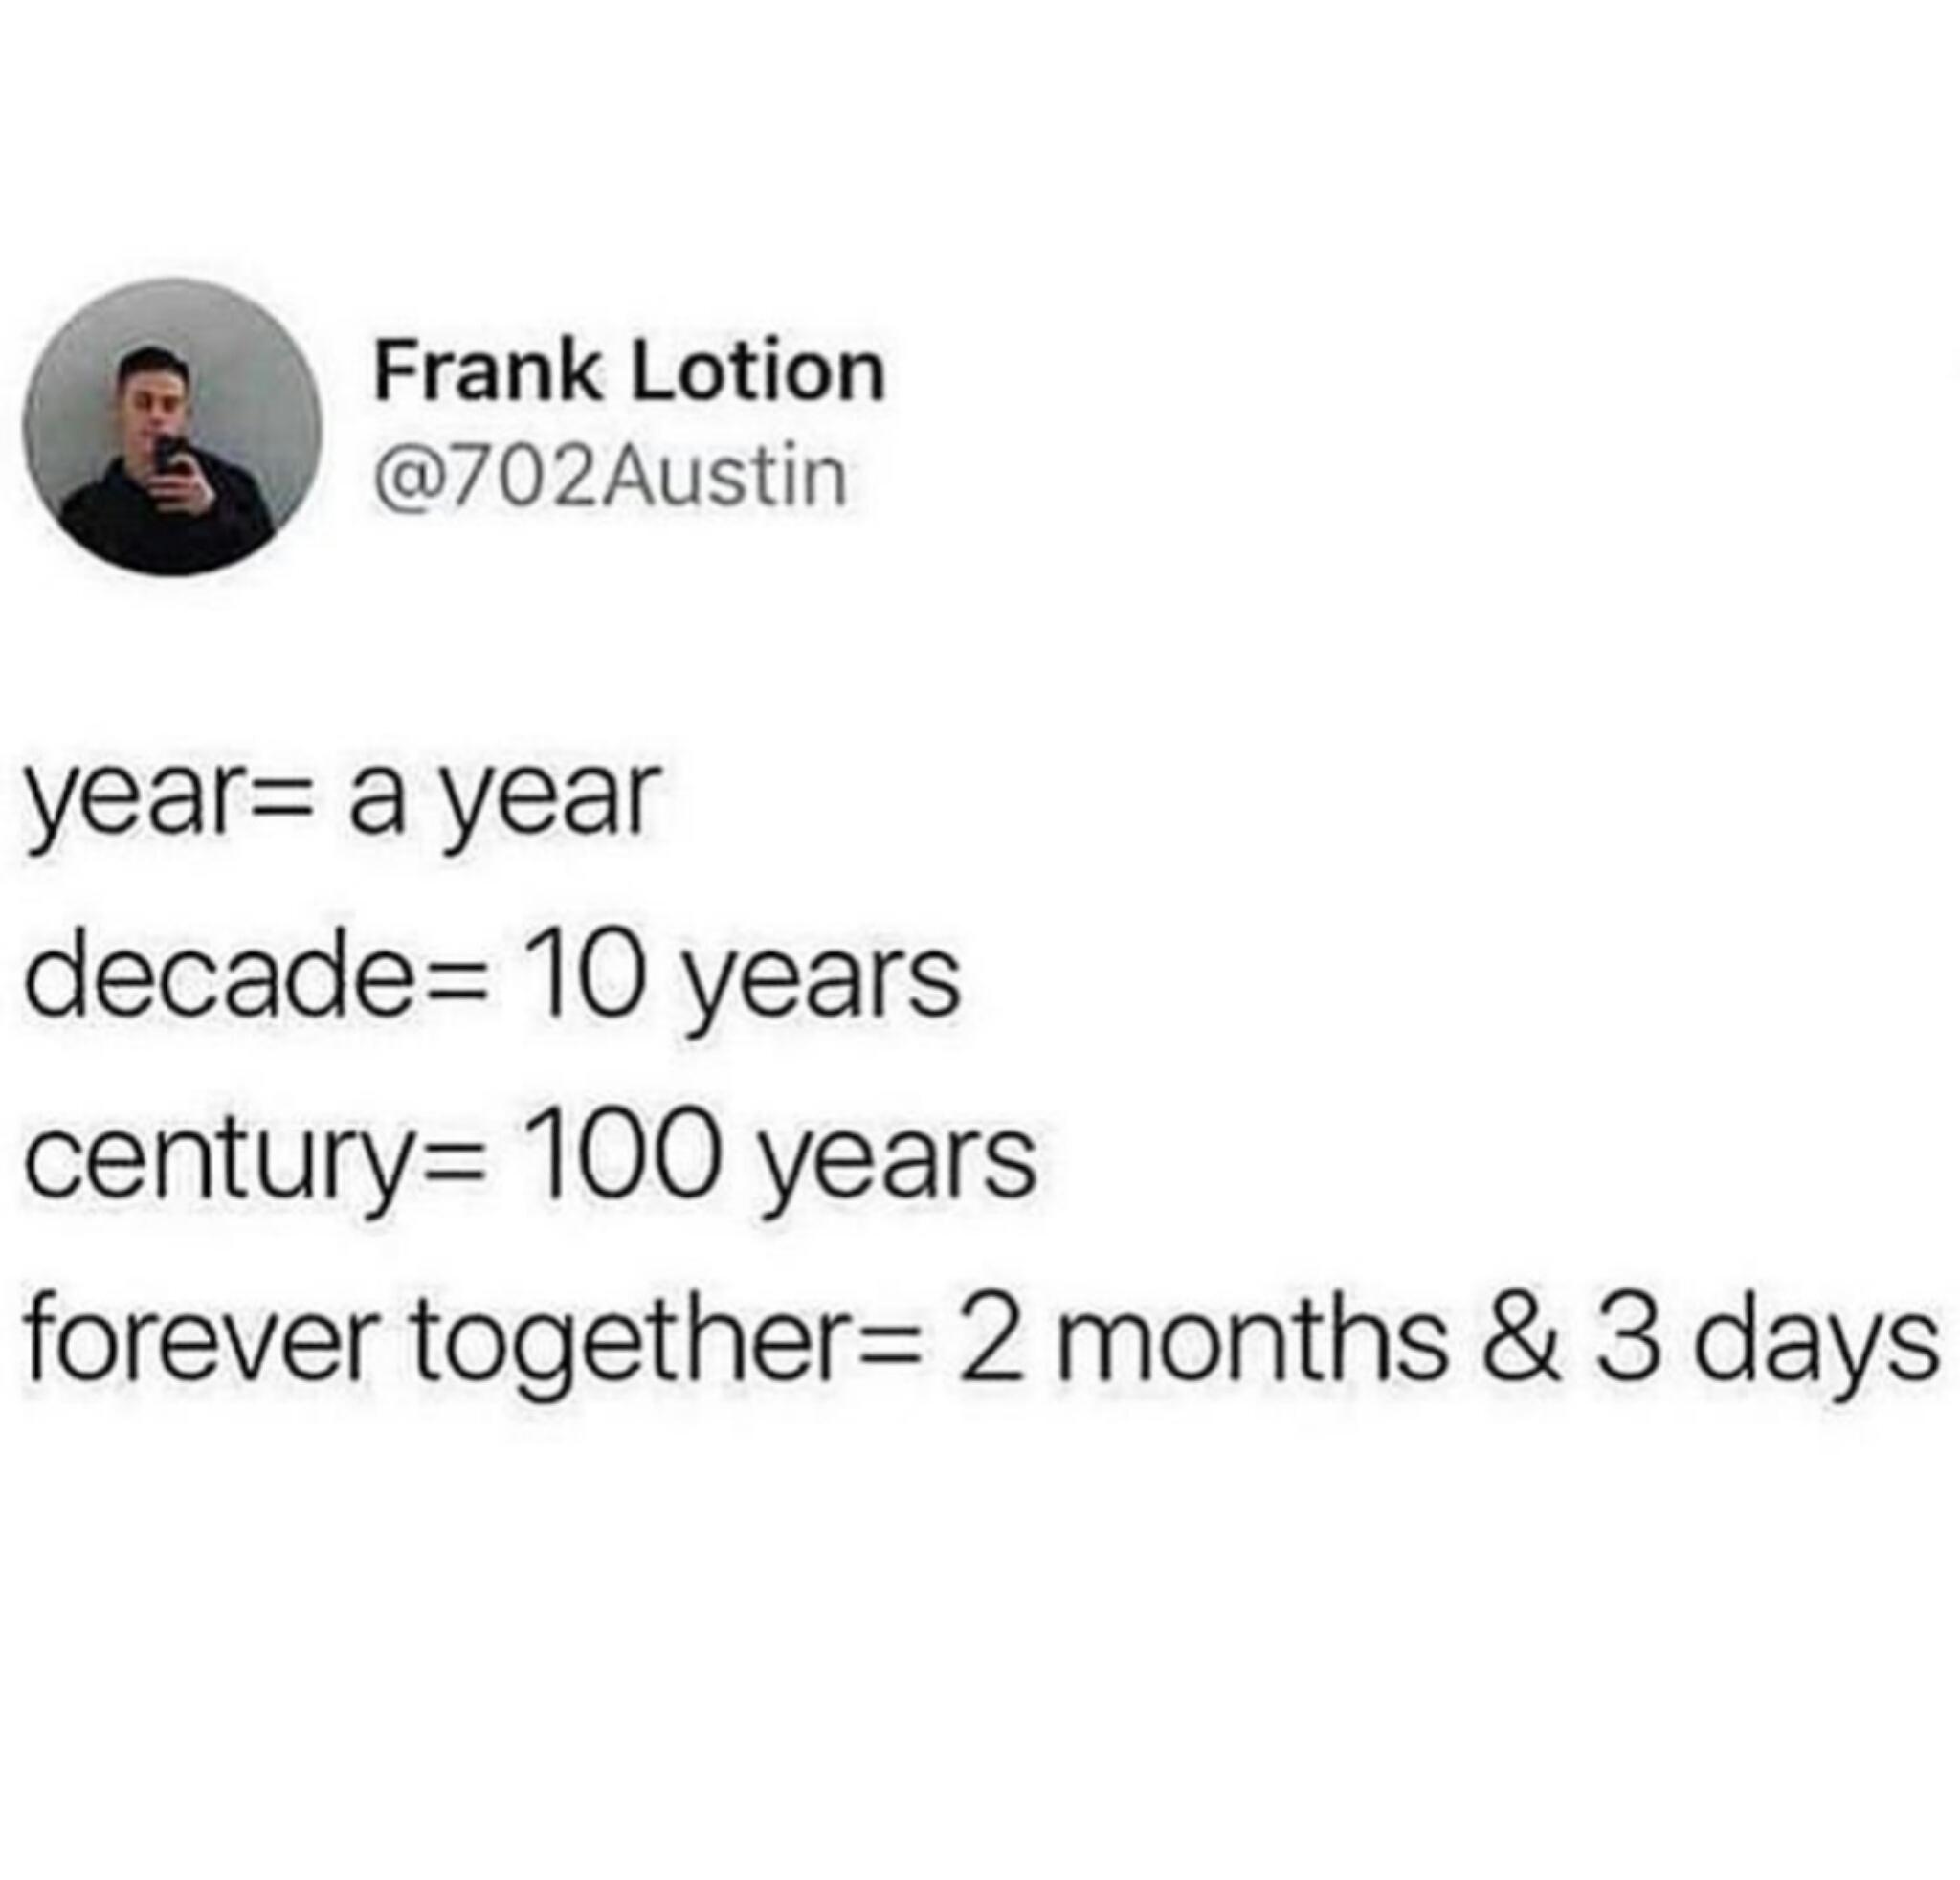 Frank Lotion
@702Austin
year= a year
decade= 10 years
century= 100 years
forever together= 2 months & 3 days